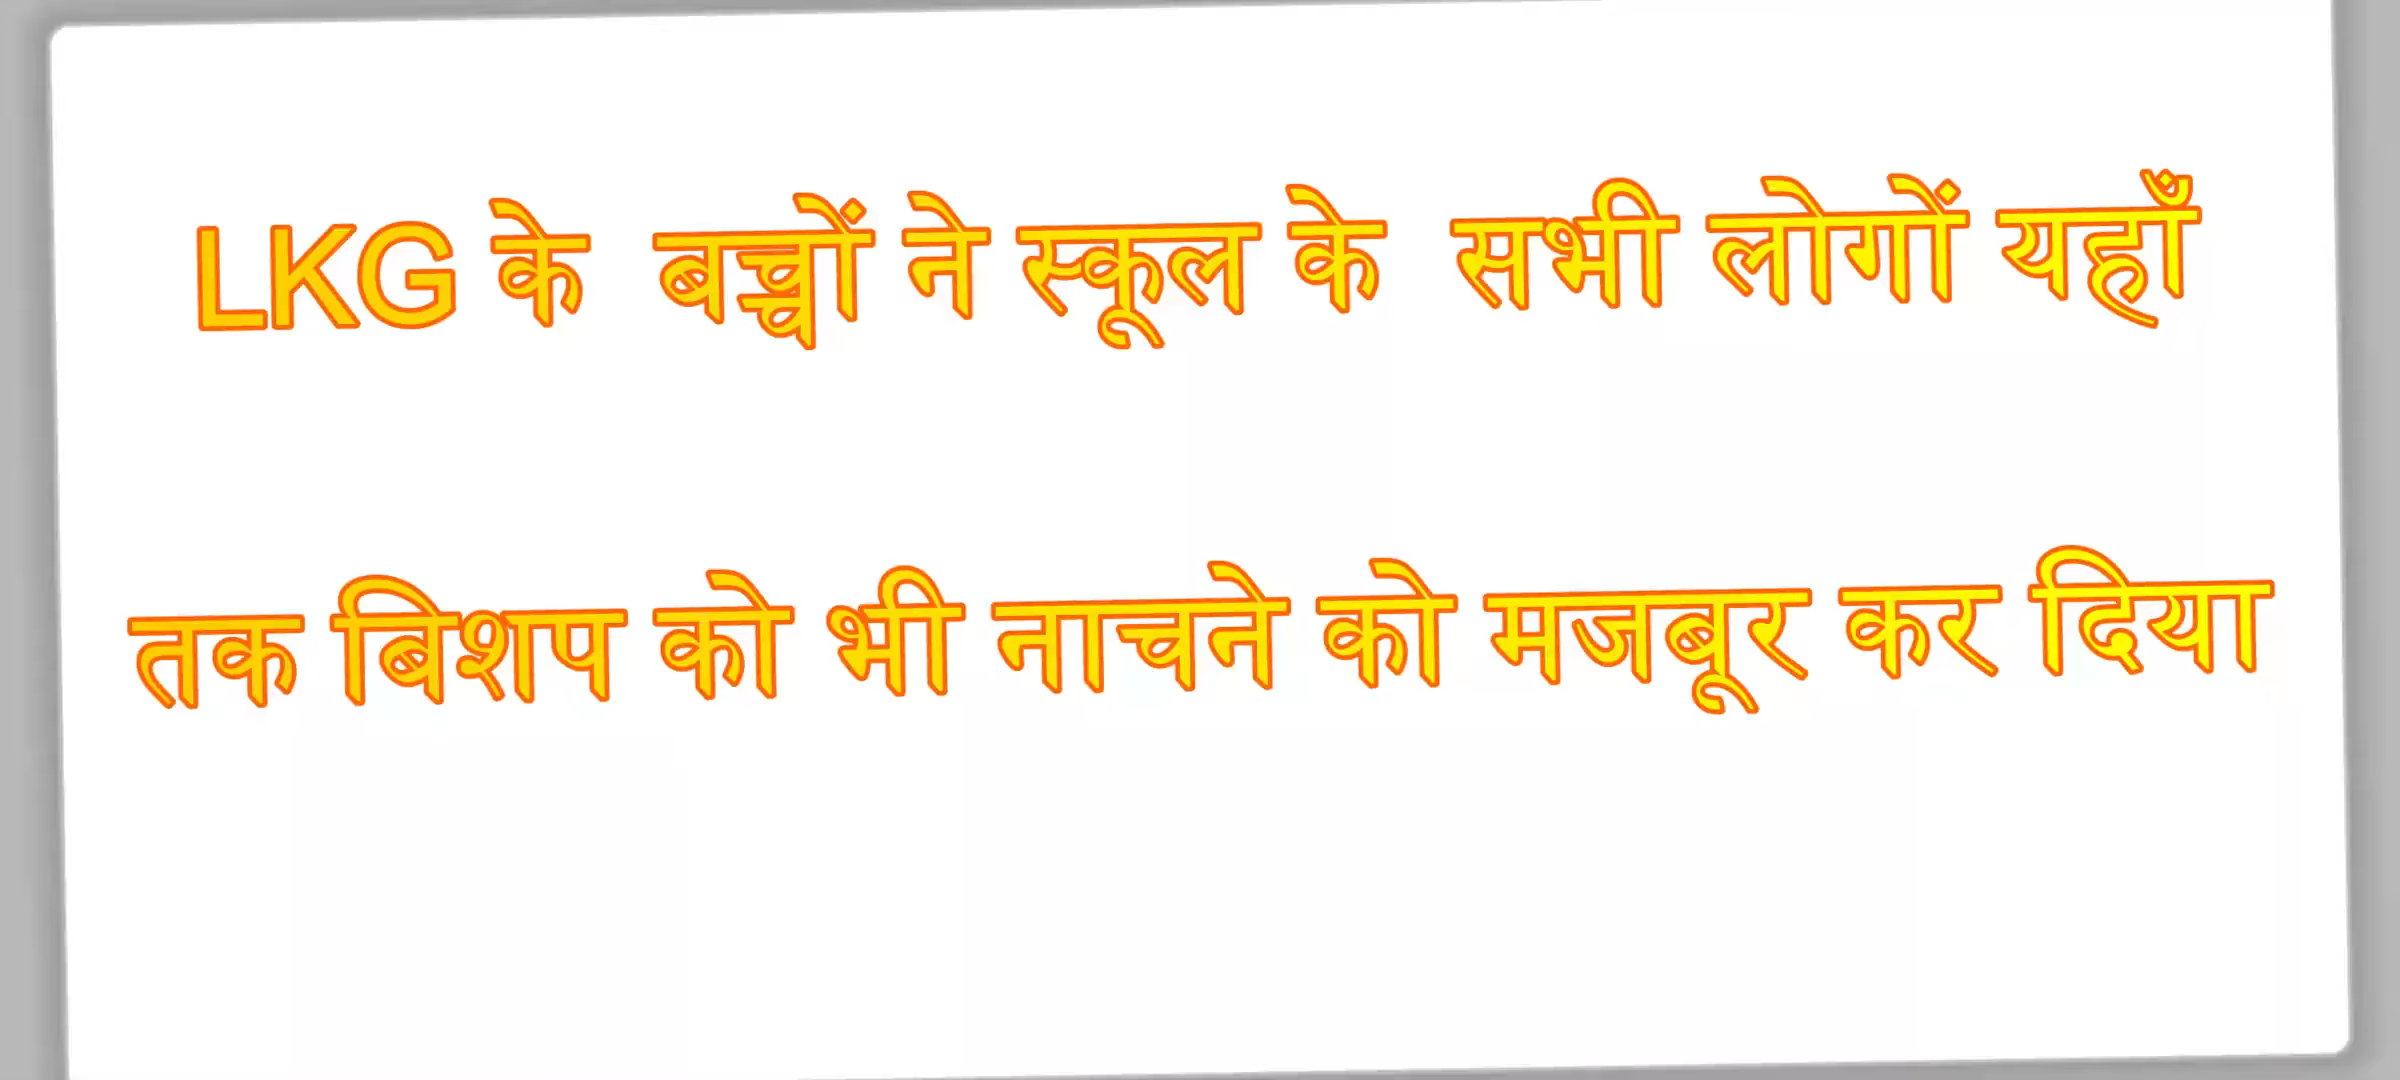 LKG के बच्चों ने स्कूल के सभी लोगों यहाँ
तक बिशप को भी नाचने को मजबूर कर दिया